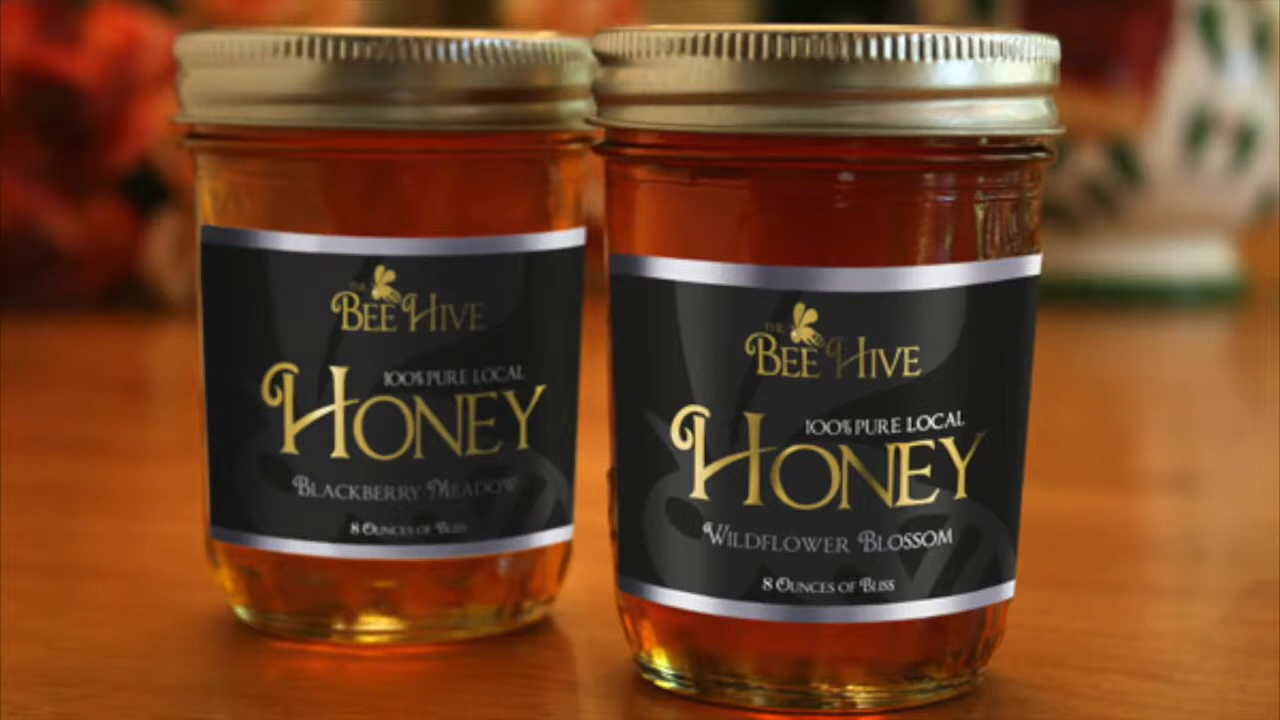 THE
BEE HIVE
100% PURE LOCAL
HONEY
BLACKBERRY MEADOW
8 OUNCES OF BLISS
THE
BEE HIVE
100% PURE LOCAL
HONEY
WILDFLOWER BLOSSOM
8 OUNCES OF BLISS